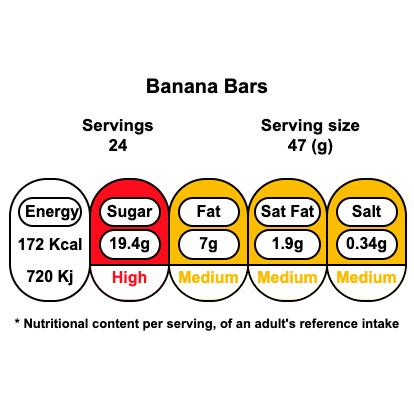 Banana Bars
Servings
24
Serving size
47 (g)
Energy
172 Kcal
720 Kj
Sugar
19.4g
High
Fat
7g
Medium
Sat Fat
1.9g
Medium
Salt
0.34g
Medium
* Nutritional content per serving, of an adult's reference intake